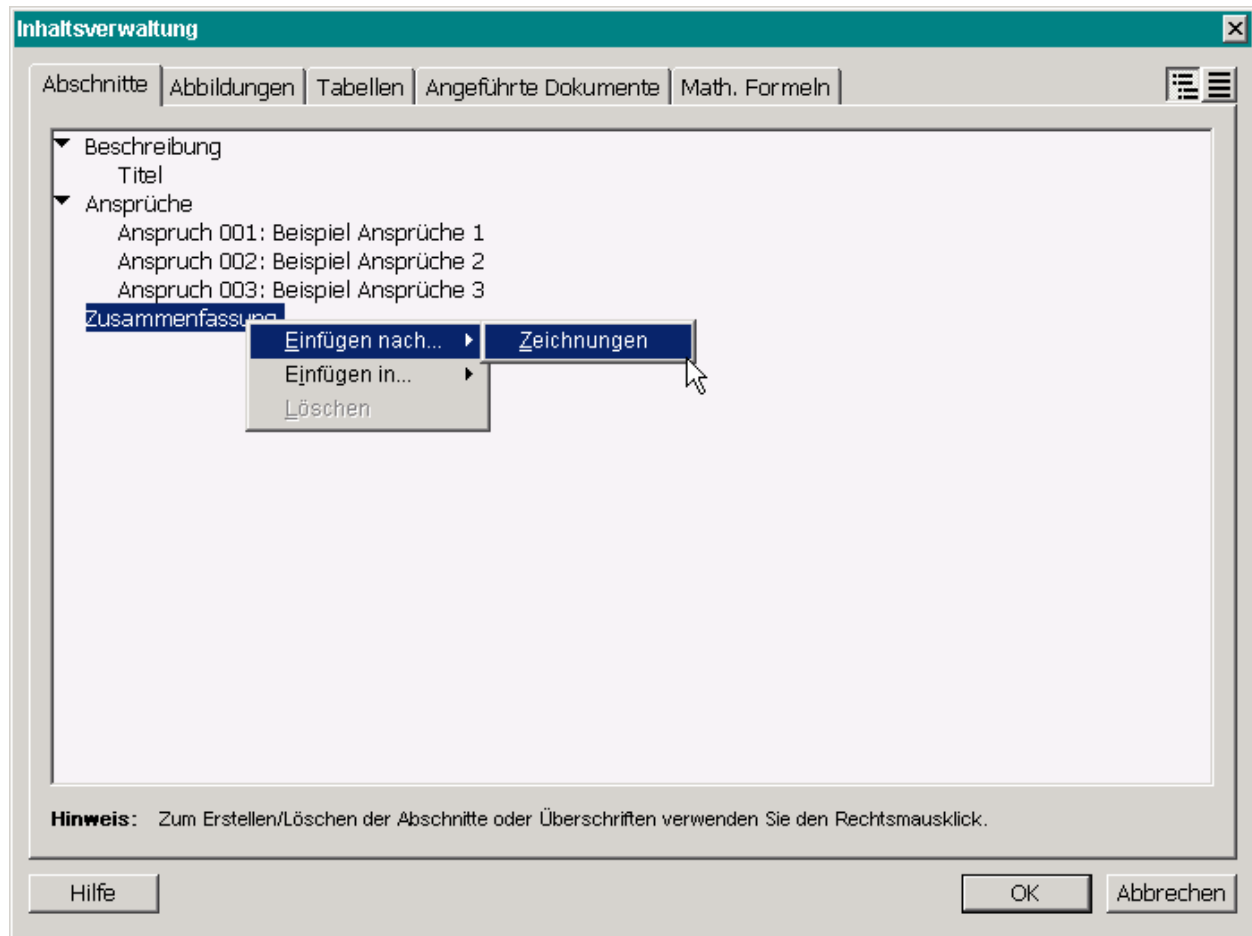 Inhaltsverwaltung
Abschnitte Abbildungen Tabellen Angeführte Dokumente Math. Formeln
Beschreibung
Titel
Ansprüche
Anspruch 001: Beispiel Ansprüche 1
Anspruch 002: Beispiel Ansprüche 2
Anspruch 003: Beispiel Ansprüche 3
Zusammenfassung
Einfügen nach... Zeichnungen
Einfügen in...
Löschen
Hinweis: Zum Erstellen/Löschen der Abschnitte oder Überschriften verwenden Sie den Rechtsmausklick.
Hilfe OK Abbrechen